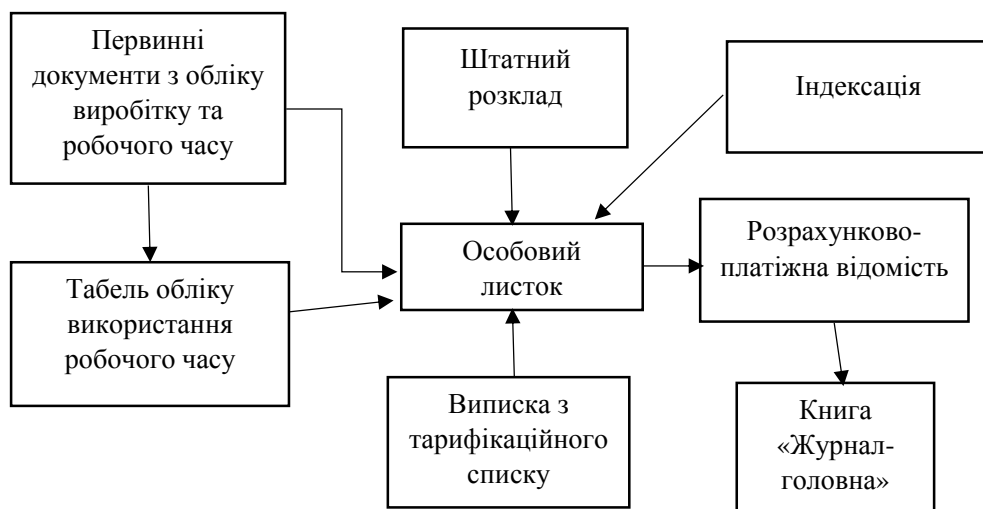 Первинні
документи з обліку
виробітку та
робочого часу
Штатний
розклад
Індексація
Особовий
листок
Розрахунково-
платіжна відомість
Табель обліку
використання
робочого часу
Виписка з
тарифікаційного
списку
Книга
«Журнал-
головна»